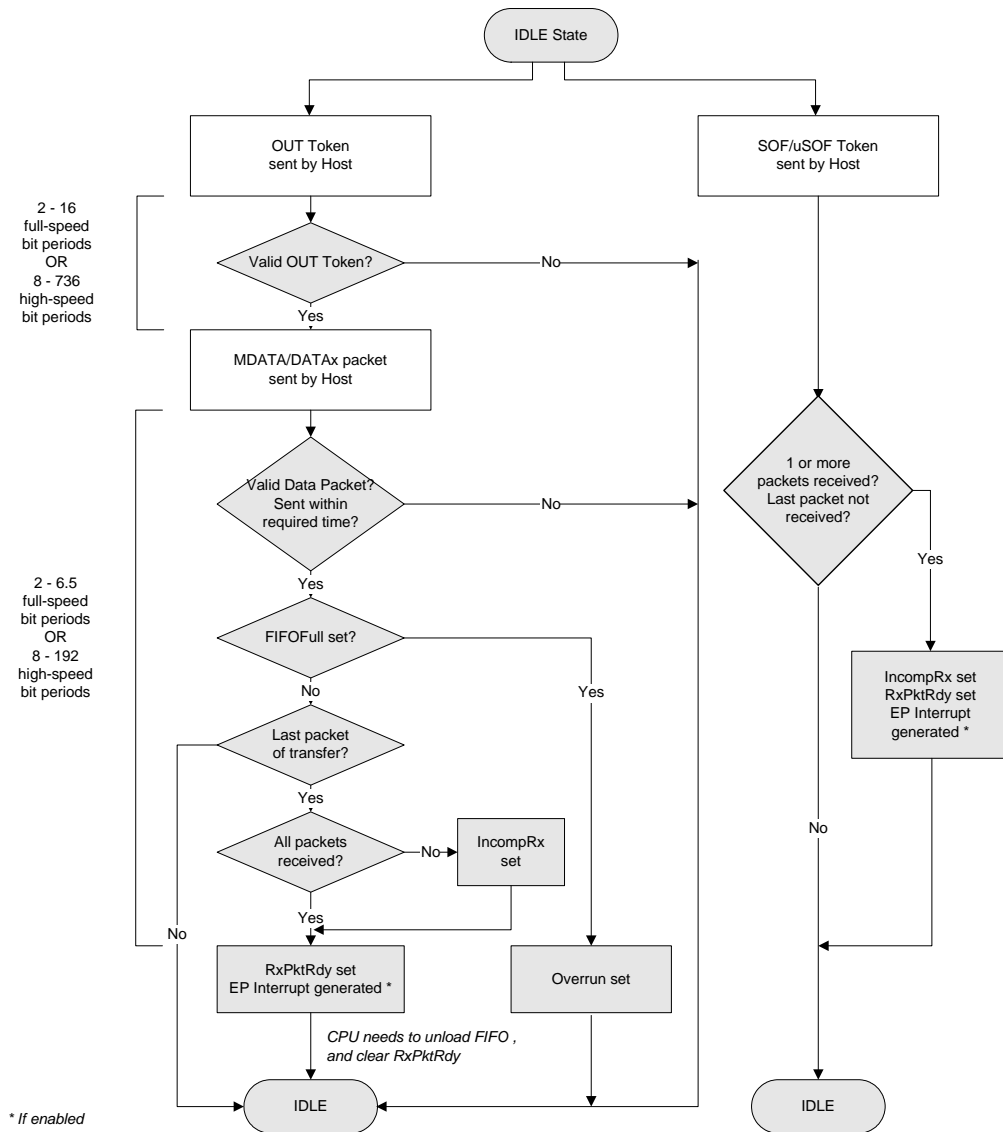 IDLE State
OUT Token
sent by Host
SOF/uSOF Token
sent by Host
2 - 16
full-speed
bit periods
OR
8 - 736
high-speed
bit periods
Valid OUT Token?
No
Yes
MDATA/DATAx packet
sent by Host
Valid Data Packet?
Sent within
required time?
No
Yes
1 or more
packets received?
Last packet not
received?
Yes
2 - 6.5
full-speed
bit periods
OR
8 - 192
high-speed
bit periods
FIFOFull set?
Yes
No
IncompRx set
RxPktRdy set
EP Interrupt
generated *
Last packet
of transfer?
Yes
No
All packets
received?
No
IncompRx
set
Yes
No
RxPktRdy set
EP Interrupt generated *
Overrun set
CPU needs to unload FIFO ,
and clear RxPktRdy
IDLE
IDLE
* If enabled